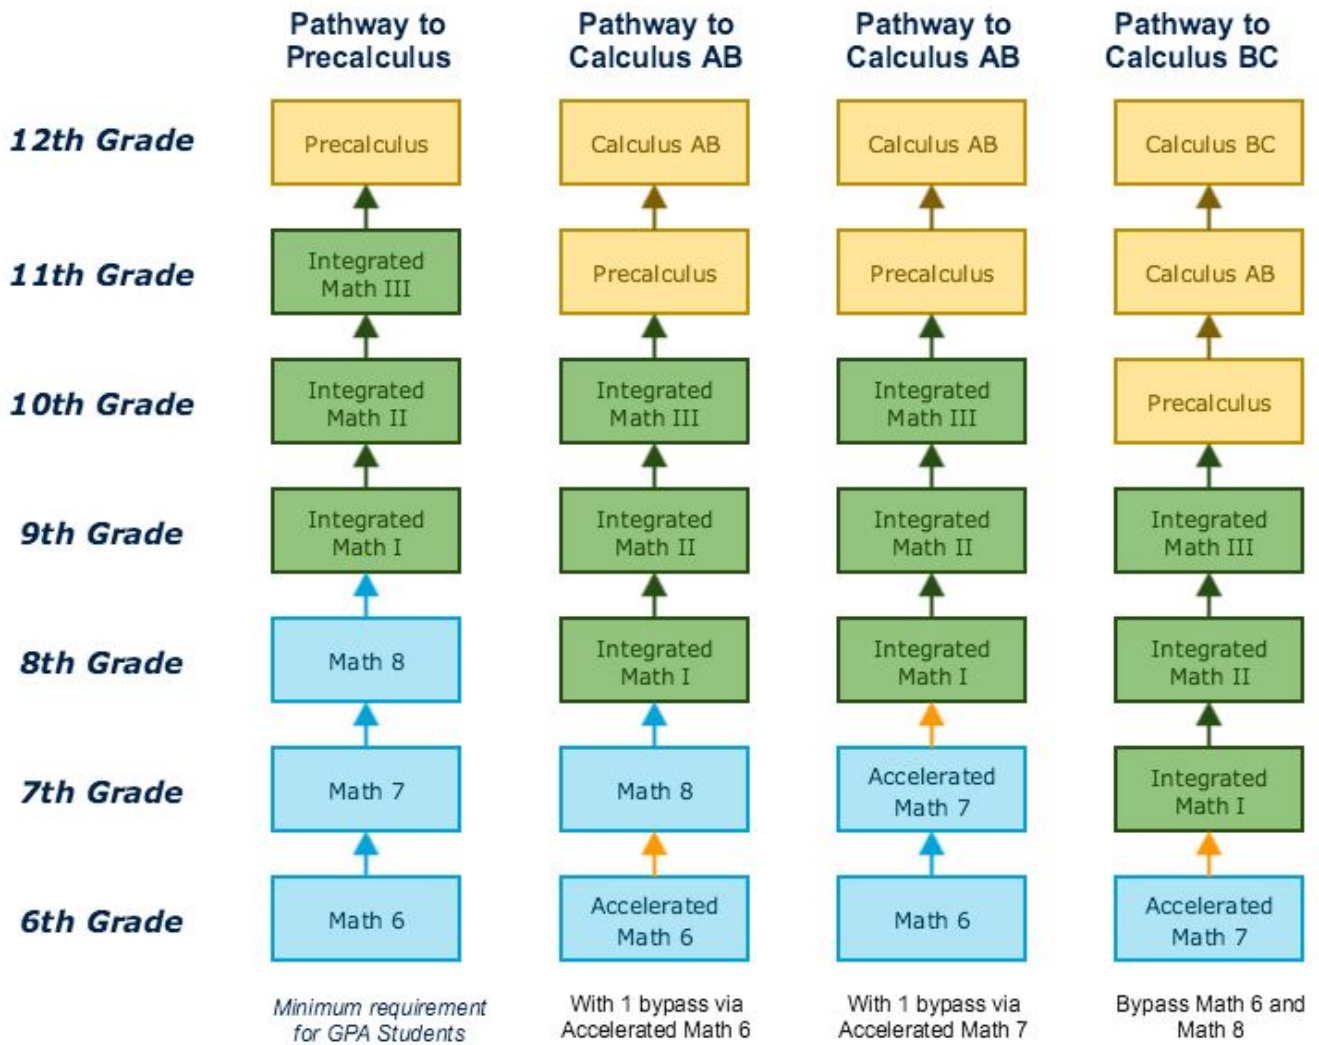 Pathway to
Precalculus
Pathway to
Calculus AB
Pathway to
Calculus AB
Pathway to
Calculus BC
12th Grade
Precalculus
Calculus AB
Calculus AB
Calculus BC
11th Grade
Integrated
Math III
Precalculus
Precalculus
Calculus AB
10th Grade
Integrated
Math II
Integrated
Math III
Integrated
Math III
Precalculus
9th Grade
Integrated
Math I
Integrated
Math II
Integrated
Math II
Integrated
Math III
8th Grade
Math 8
Integrated
Math I
Integrated
Math I
Integrated
Math II
7th Grade
Math 7
Math 8
Accelerated
Math 7
Integrated
Math I
6th Grade
Math 6
Accelerated
Math 6
Math 6
Accelerated
Math 7
Minimum requirement
for GPA Students
With 1 bypass via
Accelerated Math 6
With 1 bypass via
Accelerated Math 7
Bypass Math 6 and
Math 8